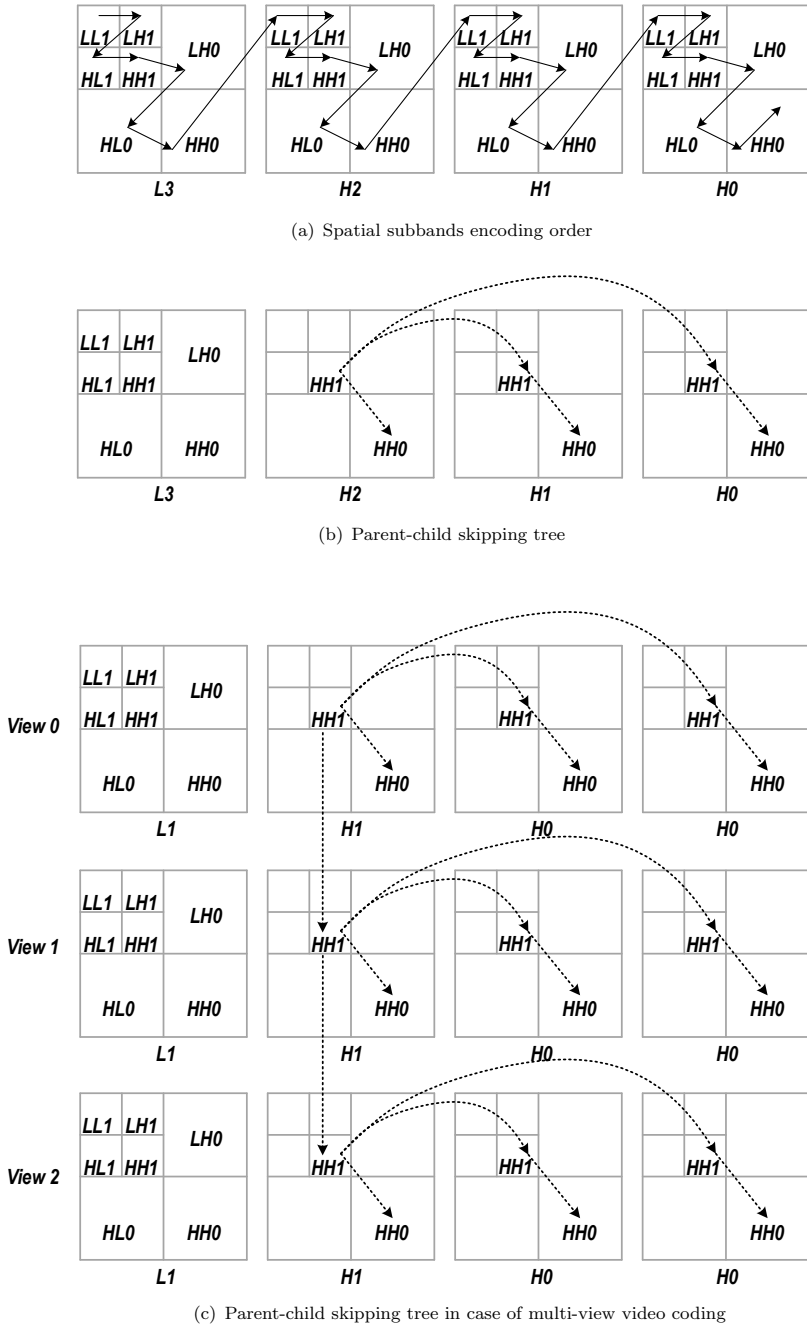 LL1 LH1 LL1 LH1 LL1 LH1 LL1 LH1
LH0 LH0 LH0 LH0
HL1 HH1 HL1 HH1 HL1 HH1 HL1 HH1
HL0 HH0 HL0 HH0 HL0 HH0 HL0 HH0
L3 H2 H1 H0
(a) Spatial subbands encoding order
LL1 LH1
LH0
HL1 HH1 HH1 HH1 HH1
HL0 HH0 HH0 HH0 HH0
L3 H2 H1 H0
(b) Parent-child skipping tree
LL1 LH1
LH0
View 0 HL1 HH1 HH1 HH1 HH1
HL0 HH0 HH0 HH0 HH0
L1 H1 H0 H0
LL1 LH1
LH0
View 1 HL1 HH1 HH1 HH1 HH1
HL0 HH0 HH0 HH0 HH0
L1 H1 H0 H0
LL1 LH1
LH0
View 2 HL1 HH1 HH1 HH1 HH1
HL0 HH0 HH0 HH0 HH0
L1 H1 H0 H0
(c) Parent-child skipping tree in case of multi-view video coding